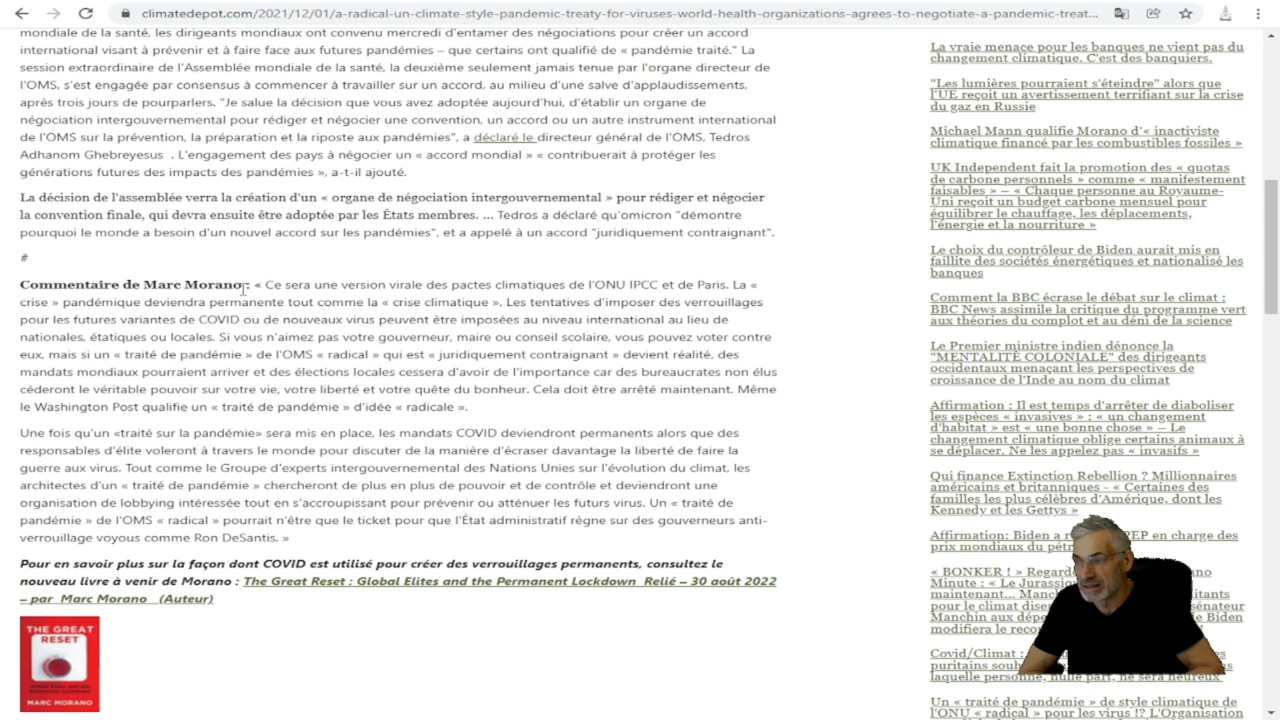 climatedepot.com/2021/12/01/a-radical-un-climate-style-pandemic-treaty-for-viruses-world-health-organizations-agrees-to-negotiate-a-pandemic-treat...
mondiale de la santé, les dirigeants mondiaux ont convenu mercredi d'entamer des négociations pour créer un accord
international visant à prévenir et à faire face aux futures pandémies – que certains ont qualifié de « pandémie traité." La
session extraordinaire de l'Assemblée mondiale de la santé, la deuxième seulement jamais tenue par l'organe directeur de
l'OMS, s'est engagée par consensus à commencer à travailler sur un accord, au milieu d'une salve d'applaudissements,
après trois jours de pourparlers. "Je salue la décision que vous avez adoptée aujourd'hui, d'établir un organe de
négociation intergouvernemental pour rédiger et négocier une convention, un accord ou un autre instrument international
de l'OMS sur la prévention, la préparation et la riposte aux pandémies", a déclaré le directeur général de l'OMS, Tedros
Adhanom Ghebreyesus . L'engagement des pays à négocier un « accord mondial » « contribuerait à protéger les
générations futures des impacts des pandémies », a-t-il ajouté.
La décision de l'assemblée verra la création d'un « organe de négociation intergouvernemental » pour rédiger et négocier
la convention finale, qui devra ensuite être adoptée par les États membres. ... Tedros a déclaré qu'omicron "démontre
pourquoi le monde a besoin d'un nouvel accord sur les pandémies", et a appelé à un accord "juridiquement contraignant".
#
Commentaire de Marc Morano : « Ce sera une version virale des pactes climatiques de l'ONU IPCC et de Paris. La «
crise » pandémique deviendra permanente tout comme la « crise climatique ». Les tentatives d'imposer des verrouillages
pour les futures variantes de COVID ou de nouveaux virus peuvent être imposées au niveau international au lieu de
nationales, étatiques ou locales. Si vous n'aimez pas votre gouverneur, maire ou conseil scolaire, vous pouvez voter contre
eux, mais si un « traité de pandémie » de l'OMS « radical » qui est « juridiquement contraignant » devient réalité, des
mandats mondiaux pourraient arriver et des élections locales cessera d'avoir de l'importance car des bureaucrates non élus
céderont le véritable pouvoir sur votre vie, votre liberté et votre quête du bonheur. Cela doit être arrêté maintenant. Même
le Washington Post qualifie un « traité de pandémie » d'idée « radicale ».
Une fois qu'un «traité sur la pandémie» sera mis en place, les mandats COVID deviendront permanents alors que des
responsables d'élite voleront à travers le monde pour discuter de la manière d'écraser davantage la liberté de faire la
guerre aux virus. Tout comme le Groupe d'experts intergouvernemental des Nations Unies sur l'évolution du climat, les
architectes d'un « traité de pandémie » chercheront de plus en plus de pouvoir et de contrôle et deviendront une
organisation de lobbying intéressée tout en s'accroupissant pour prévenir ou atténuer les futurs virus. Un « traité de
pandémie » de l'OMS « radical » pourrait n'être que le ticket pour que l'État administratif règne sur des gouverneurs anti-
verrouillage voyous comme Ron DeSantis. »
Pour en savoir plus sur la façon dont COVID est utilisé pour créer des verrouillages permanents, consultez le
nouveau livre à venir de Morano : The Great Reset : Global Elites and the Permanent Lockdown Relié – 30 août 2022
– par Marc Morano (Auteur)
THE GREAT
RESET
MARC MORANO
La vraie menace pour les banques ne vient pas du
changement climatique. C'est des banquiers.
"Les lumières pourraient s'éteindre" alors que
l'UE reçoit un avertissement terrifiant sur la crise
du gaz en Russie
Michael Mann qualifie Morano d'« inactiviste
climatique financé par les combustibles fossiles »
UK Independent fait la promotion des « quotas
de carbone personnels » comme « manifestement
faisables » – « Chaque personne au Royaume-
Uni reçoit un budget carbone mensuel pour
équilibrer le chauffage, les déplacements,
l'énergie et la nourriture »
Le choix du contrôleur de Biden aurait mis en
faillite des sociétés énergétiques et nationalisé les
banques
Comment la BBC écrase le débat sur le climat :
BBC News assimile la critique du programme vert
aux théories du complot et au déni de la science
Le Premier ministre indien dénonce la
"MENTALITÉ COLONIALE" des dirigeants
occidentaux menaçant les perspectives de
croissance de l'Inde au nom du climat
Affirmation : Il est temps d'arrêter de diaboliser
les espèces « invasives » : « un changement
d'habitat » est « une bonne chose » – Le
changement climatique oblige certains animaux à
se déplacer. Ne les appelez pas « invasifs »
Qui finance Extinction Rebellion ? Millionnaires
américains et britanniques - « Certaines des
familles les plus célèbres d'Amérique, dont les
Kennedy et les Gettys »
Affirmation: Biden a EP en charge des
prix mondiaux du
« BONKER ! »
Minute : « Le
maintenant...
pour le climat
Manchin aux de Biden
modifiera le
Covid/Climat :
puritains
laquelle personne, nulle part, ne sera heureux
Un « traité de pandémie » de style climatique de
l'ONU « radical » pour les virus !? L'Organisation